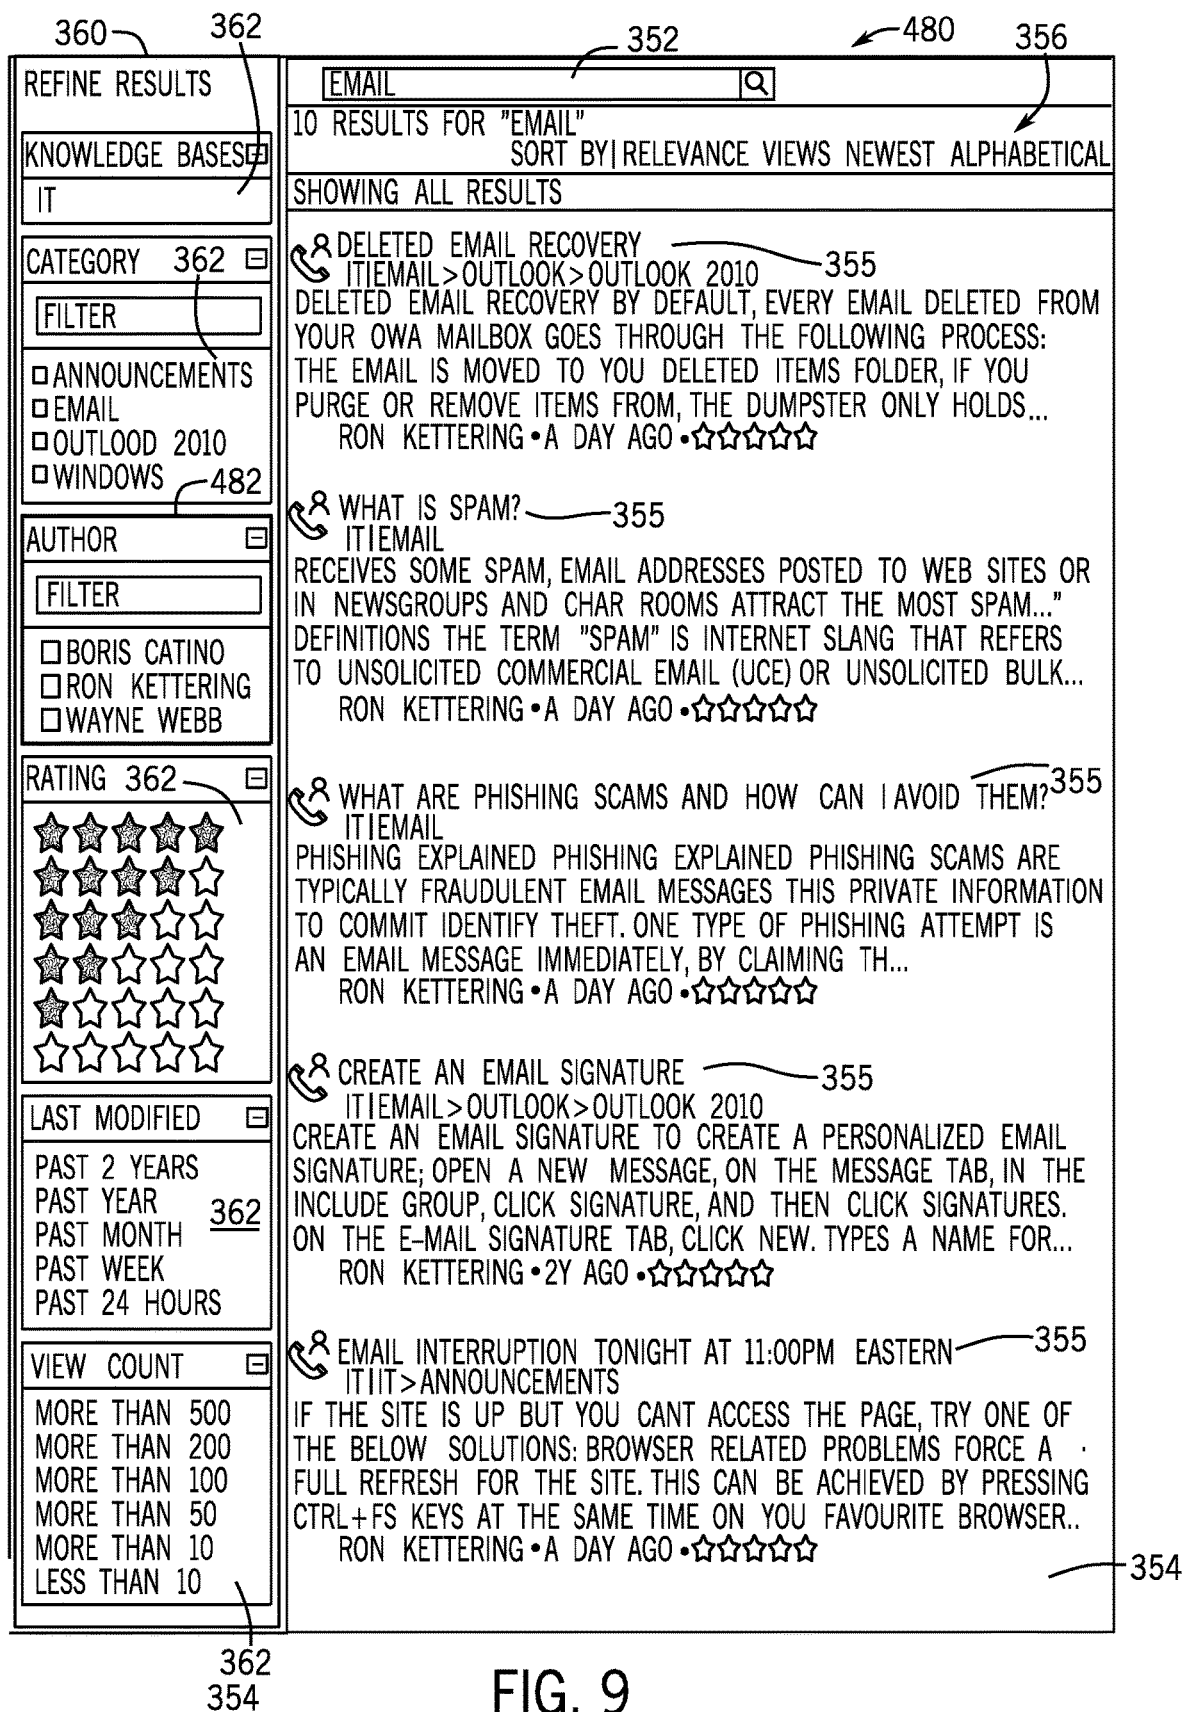 360
362
352
480
356
REFINE RESULTS
KNOWLEDGE BASES
IT
CATEGORY 362
FILTER
ANNOUNCEMENTS
EMAIL
OUTLOOD 2010
WINDOWS
482
AUTHOR
FILTER
BORIS CATINO
RON KETTERING
WAYNE WEBB
RATING 362
LAST MODIFIED
PAST 2 YEARS
PAST YEAR
362
PAST MONTH
PAST WEEK
PAST 24 HOURS
VIEW COUNT
MORE THAN 500
MORE THAN 200
MORE THAN 100
MORE THAN 50
MORE THAN 10
LESS THAN 10
362
354
EMAIL
10 RESULTS FOR "EMAIL"
SORT BY| RELEVANCE VIEWS NEWEST ALPHABETICAL
SHOWING ALL RESULTS
DELETED EMAIL RECOVERY
355
IT|EMAIL>OUTLOOK>OUTLOOK 2010
DELETED EMAIL RECOVERY BY DEFAULT, EVERY EMAIL DELETED FROM
YOUR OWA MAILBOX GOES THROUGH THE FOLLOWING PROCESS:
THE EMAIL IS MOVED TO YOU DELETED ITEMS FOLDER, IF YOU
PURGE OR REMOVE ITEMS FROM, THE DUMPSTER ONLY HOLDS...
RON KETTERING •A DAY AGO •☆☆☆☆☆
WHAT IS SPAM?
355
IT|EMAIL
RECEIVES SOME SPAM, EMAIL ADDRESSES POSTED TO WEB SITES OR
IN NEWSGROUPS AND CHAR ROOMS ATTRACT THE MOST SPAM..."
DEFINITIONS THE TERM "SPAM" IS INTERNET SLANG THAT REFERS
TO UNSOLICITED COMMERCIAL EMAIL (UCE) OR UNSOLICITED BULK...
RON KETTERING •A DAY AGO •☆☆☆☆☆
355
WHAT ARE PHISHING SCAMS AND HOW CAN I AVOID THEM?
IT|EMAIL
PHISHING EXPLAINED PHISHING EXPLAINED PHISHING SCAMS ARE
TYPICALLY FRAUDULENT EMAIL MESSAGES THIS PRIVATE INFORMATION
TO COMMIT IDENTIFY THEFT. ONE TYPE OF PHISHING ATTEMPT IS
AN EMAIL MESSAGE IMMEDIATELY, BY CLAIMING TH...
RON KETTERING •A DAY AGO •☆☆☆☆☆
CREATE AN EMAIL SIGNATURE
355
IT|EMAIL>OUTLOOK>OUTLOOK 2010
CREATE AN EMAIL SIGNATURE TO CREATE A PERSONALIZED EMAIL
SIGNATURE; OPEN A NEW MESSAGE, ON THE MESSAGE TAB, IN THE
INCLUDE GROUP, CLICK SIGNATURE, AND THEN CLICK SIGNATURES.
ON THE E-MAIL SIGNATURE TAB, CLICK NEW. TYPES A NAME FOR...
RON KETTERING •2Y AGO •☆☆☆☆☆
EMAIL INTERRUPTION TONIGHT AT 11:00PM EASTERN
355
IT|IT>ANNOUNCEMENTS
IF THE SITE IS UP BUT YOU CANT ACCESS THE PAGE, TRY ONE OF
THE BELOW SOLUTIONS: BROWSER RELATED PROBLEMS FORCE A ·
FULL REFRESH FOR THE SITE. THIS CAN BE ACHIEVED BY PRESSING
CTRL+FS KEYS AT THE SAME TIME ON YOU FAVOURITE BROWSER..
RON KETTERING •A DAY AGO •☆☆☆☆☆
354
FIG. 9